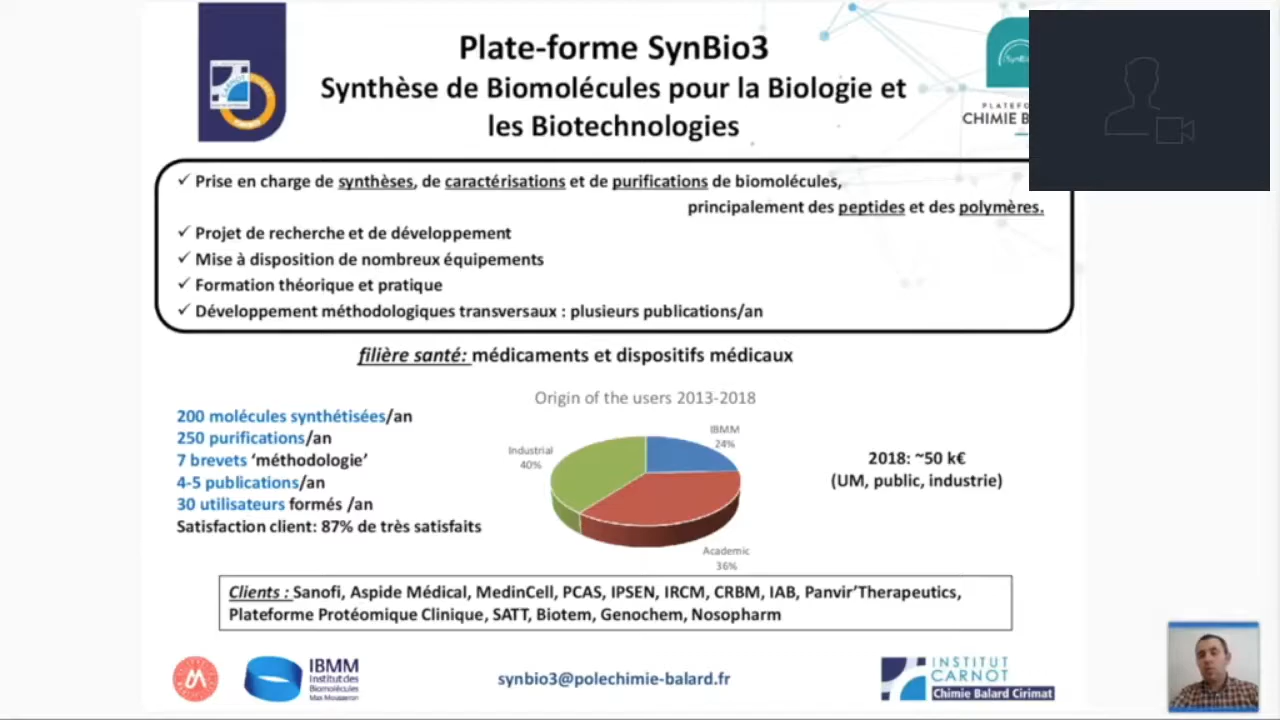 Plate-forme SynBio3
Synthèse de Biomolécules pour la Biologie et
les Biotechnologies
CHIMIE
✓ Prise en charge de synthèses, de caractérisations et de purifications de biomolécules,
principalement des peptides et des polymères.
✓ Projet de recherche et de développement
✓ Mise à disposition de nombreux équipements
✓ Formation théorique et pratique
✓ Développement méthodologiques transversaux : plusieurs publications/an
filière santé: médicaments et dispositifs médicaux
Origin of the users 2013-2018
200 molécules synthétisées/an
250 purifications/an
7 brevets ‘méthodologie’
4-5 publications/an
30 utilisateurs formés /an
Satisfaction client: 87% de très satisfaits
IBMM
24%
Industrial
40%
Academic
36%
2018: ~50 k€
(UM, public, industrie)
Clients : Sanofi, Aspide Médical, MedinCell, PCAS, IPSEN, IRCM, CRBM, IAB, Panvir’Therapeutics,
Plateforme Protéomique Clinique, SATT, Biotem, Genochem, Nosopharm
IBMM
Institut des
Biomolécules
Max Mousseron
synbio3@polechimie-balard.fr
INSTITUT
CARNOT
Chimie Balard Cirimat